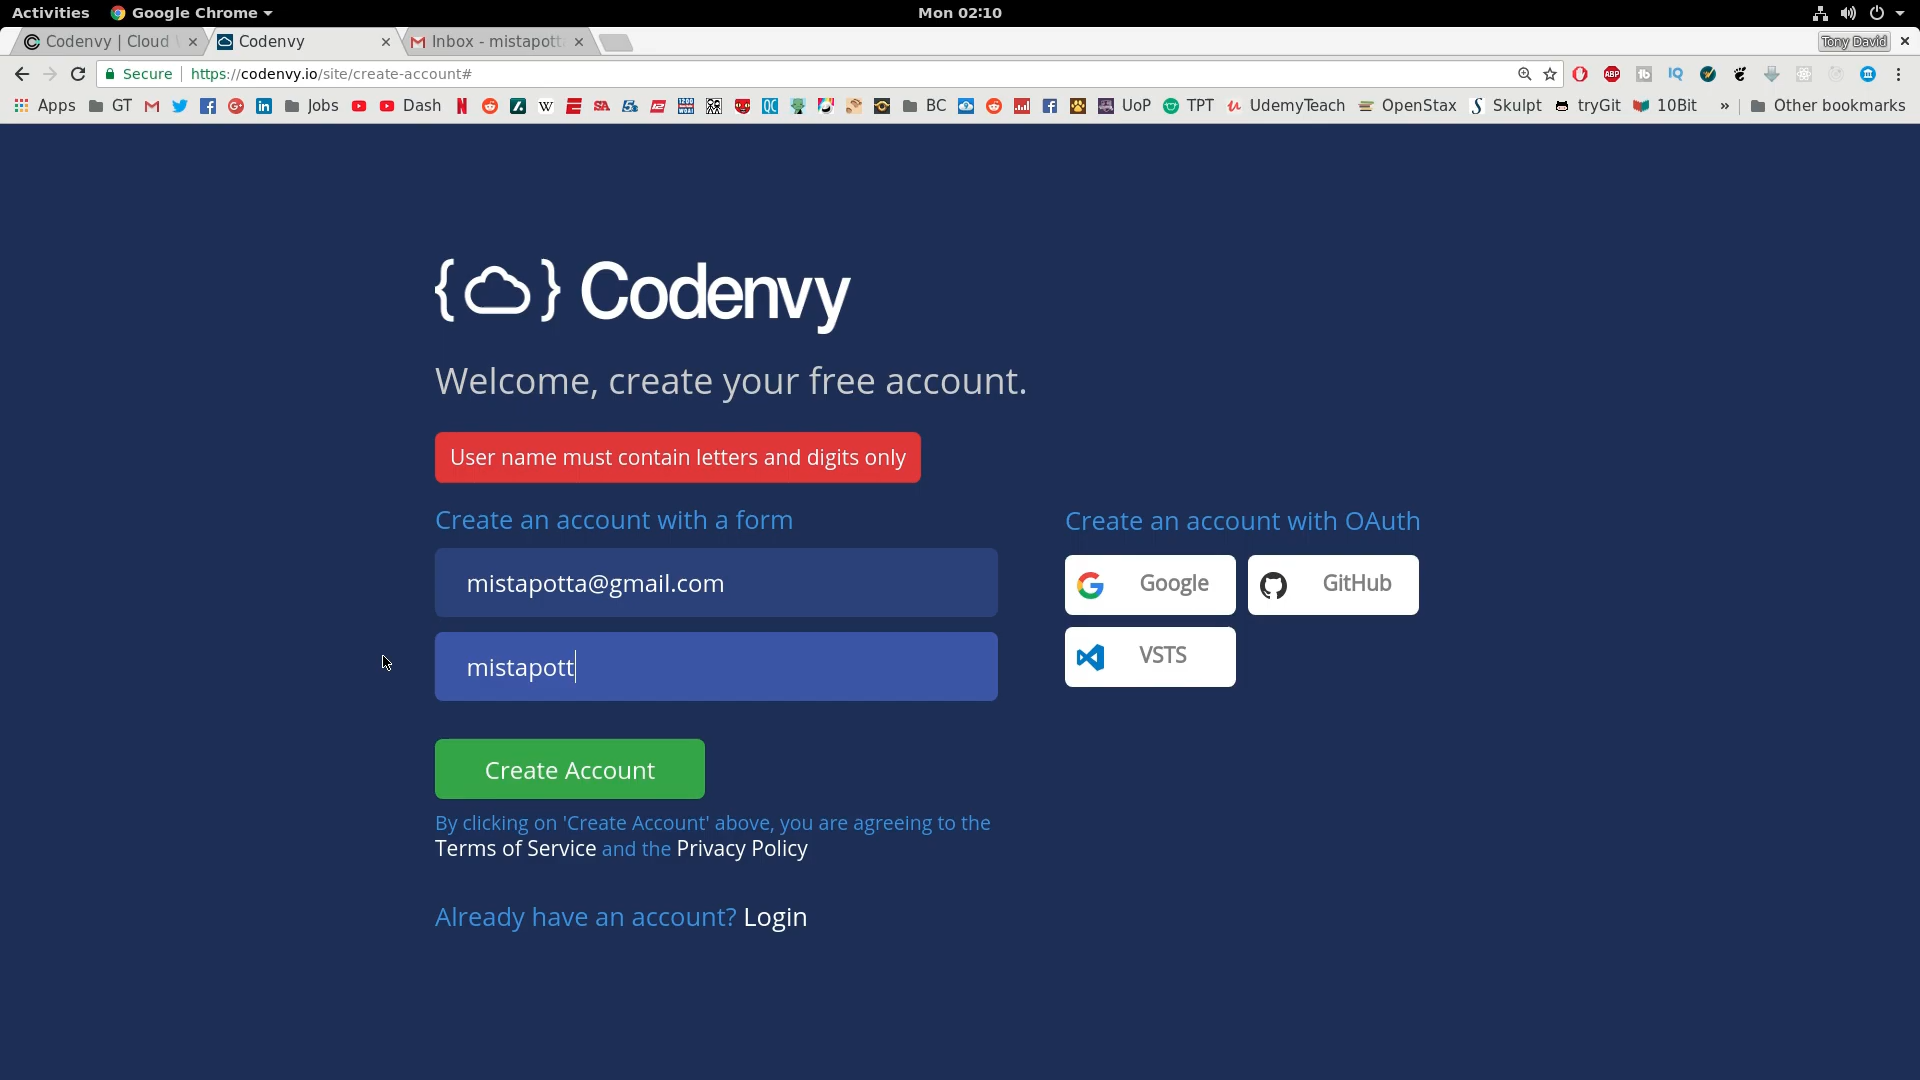 Activities Google Chrome Mon 02:10
Codenvy | Cloud Codenvy Inbox - mistapott Tony David
Secure https://codenvy.io/site/create-account#
Apps GT Jobs Dash BC UoP TPT UdemyTeach OpenStax Skulpt tryGit 10Bit » Other bookmarks
{ } Codenvy
Welcome, create your free account.
User name must contain letters and digits only
Create an account with a form
mistapotta@gmail.com
mistapott
Create Account
By clicking on 'Create Account' above, you are agreeing to the
Terms of Service and the Privacy Policy
Already have an account? Login
Create an account with OAuth
Google GitHub
VSTS